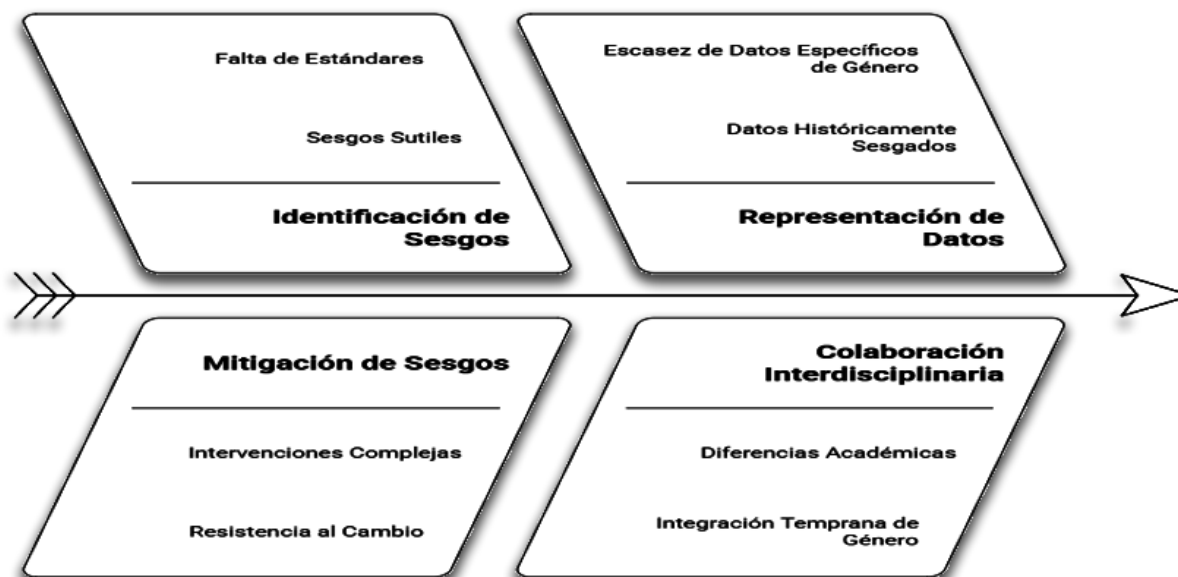 Falta de Estándares
Sesgos Sutiles
Identificación de
Sesgos
Escasez de Datos Específicos
de Género
Datos Históricamente
Sesgados
Representación de
Datos
Mitigación de Sesgos
Intervenciones Complejas
Resistencia al Cambio
Colaboración
Interdisciplinaria
Diferencias Académicas
Integración Temprana de
Género